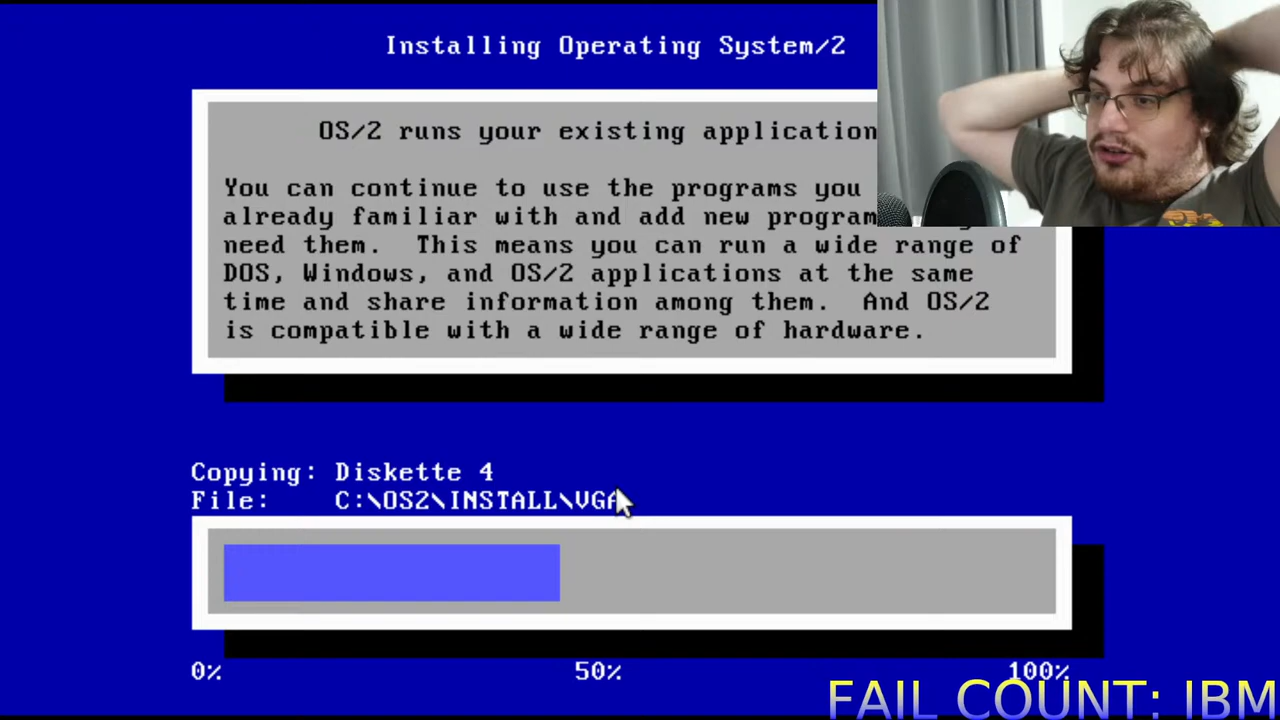 Installing Operating System/2
OS/2 runs your existing application
You can continue to use the programs you
already familiar with and add new program
need them. This means you can run a wide range of
DOS, Windows, and OS/2 applications at the same
time and share information among them. And OS/2
is compatible with a wide range of hardware.
Copying: Diskette 4
File: C:\OS2\INSTALL\VGA
0% 50% 100%
FAIL COUNT: IBM